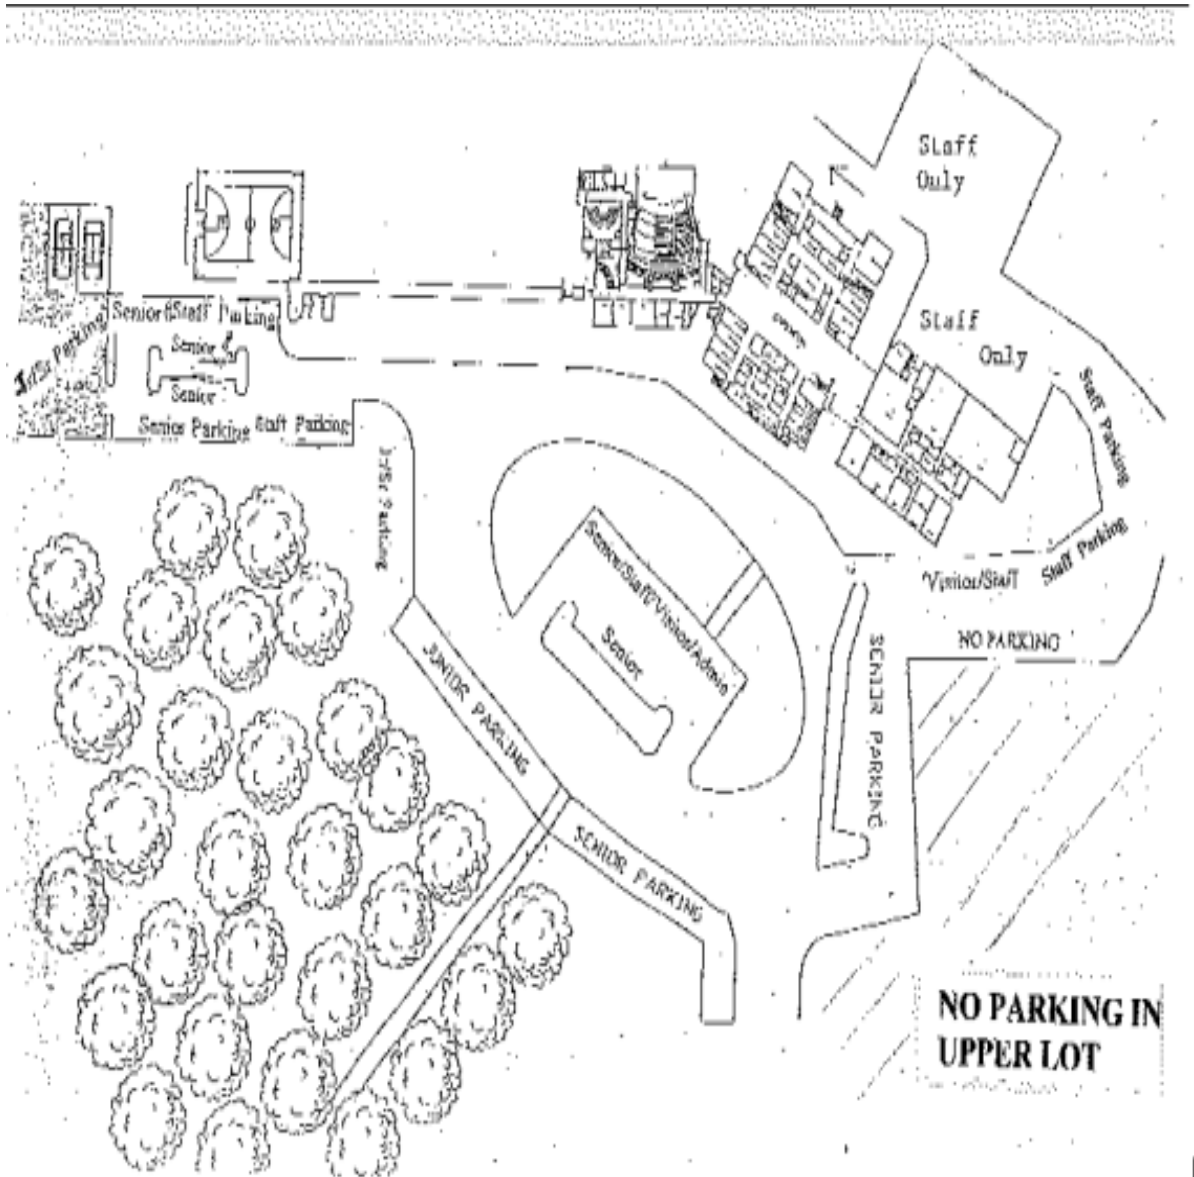 Staff
Only
Staff
Only
Senior/Staff Parking
Jr/Sr Parking
Senior
Senior
Senior Parking
Staff Parking
Jr/Sr Parking
Staff Parking
Staff Parking
Visitor/Staff
NO PARKING
Senior/Staff/Visitor/Admin
Senior
SENIOR PARKING
JUNIOR PARKING
SENIOR PARKING
NO PARKING IN
UPPER LOT